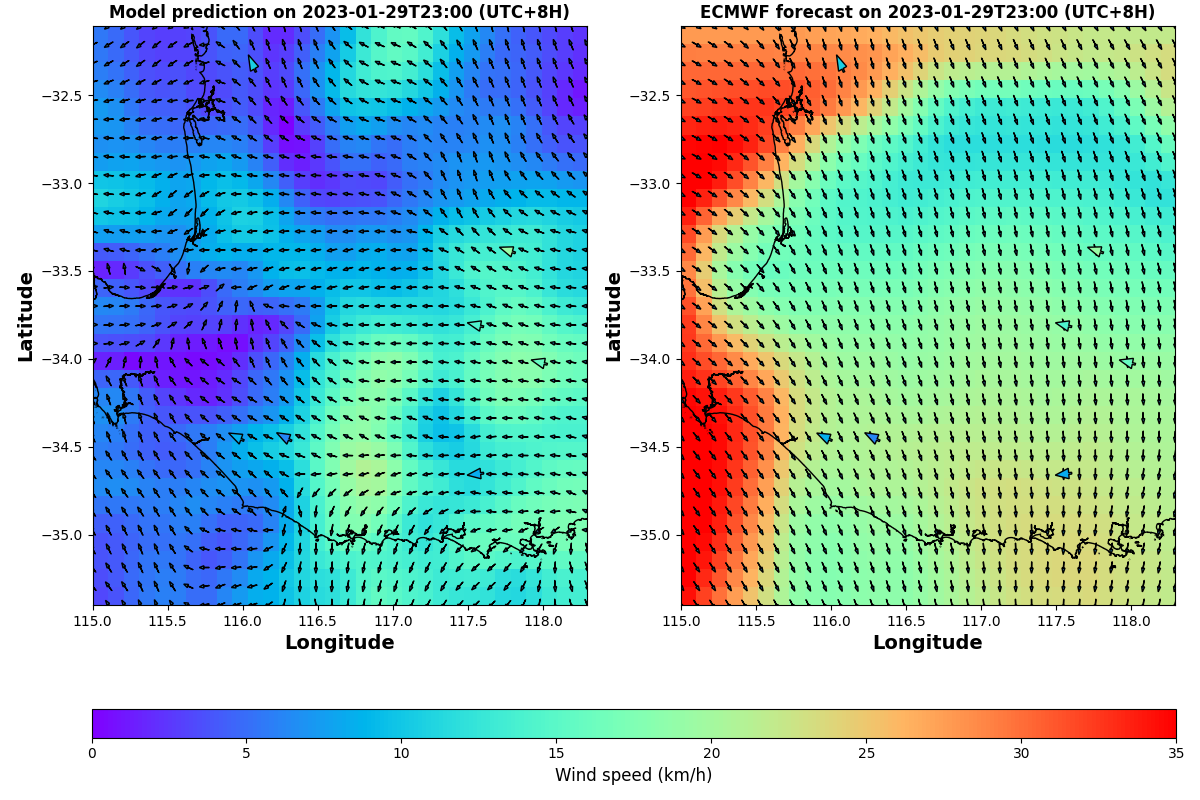 Model prediction on 2023-01-29T23:00 (UTC+8H)
ECMWF forecast on 2023-01-29T23:00 (UTC+8H)
Latitude
−32.5
−33.0
−33.5
−34.0
−34.5
−35.0
115.0 115.5 116.0 116.5 117.0 117.5 118.0
Longitude
Latitude
−32.5
−33.0
−33.5
−34.0
−34.5
−35.0
115.0 115.5 116.0 116.5 117.0 117.5 118.0
Longitude
0 5 10 15 20 25 30 35
Wind speed (km/h)